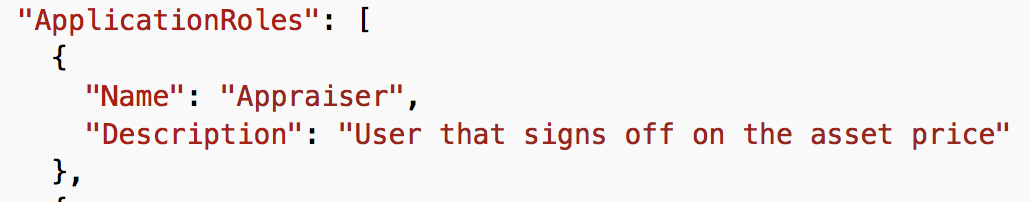 "ApplicationRoles": [
{
"Name": "Appraiser",
"Description": "User that signs off on the asset price"
},
{